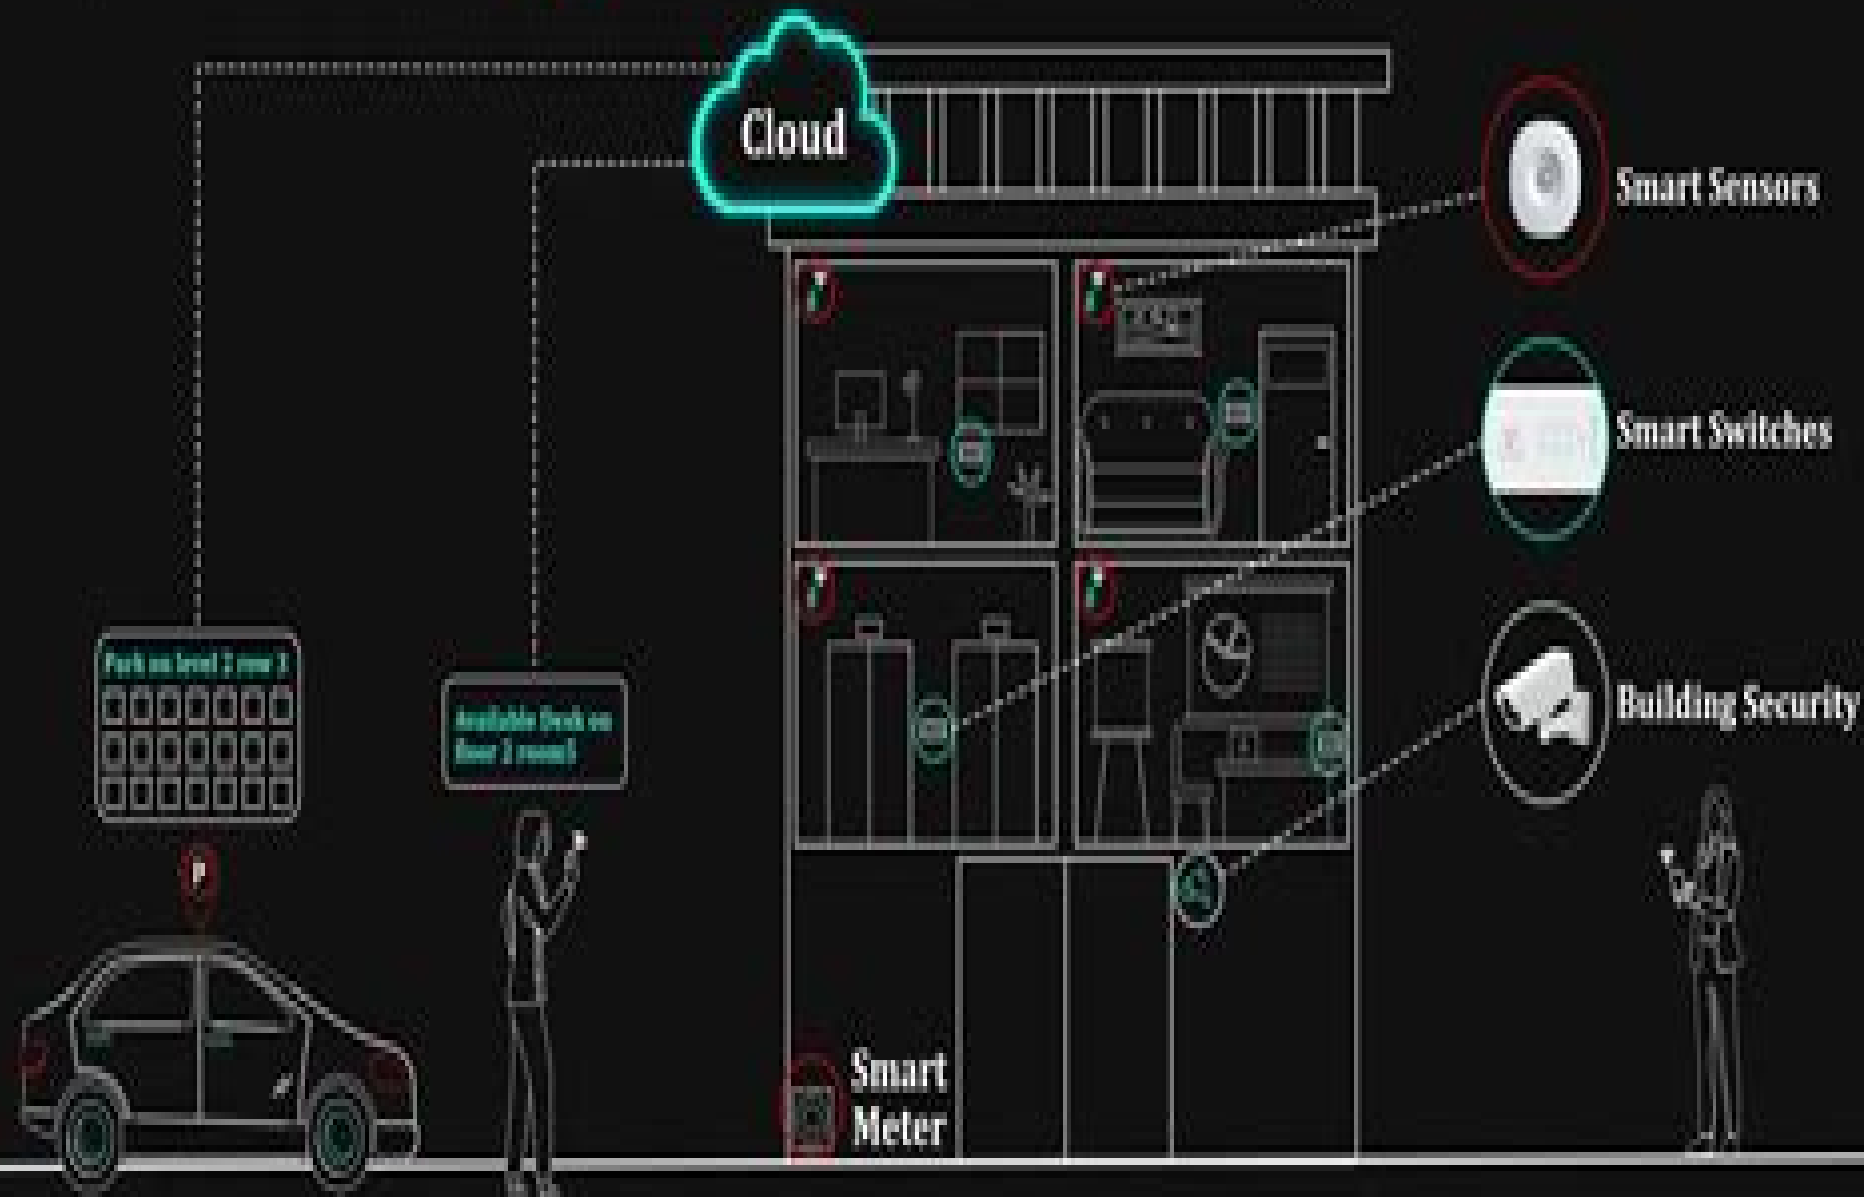 Cloud
Smart Sensors
Smart Switches
Building Security
Park on level 2 row 3
Available Desk on
floor 2 room5
P
Smart
Meter